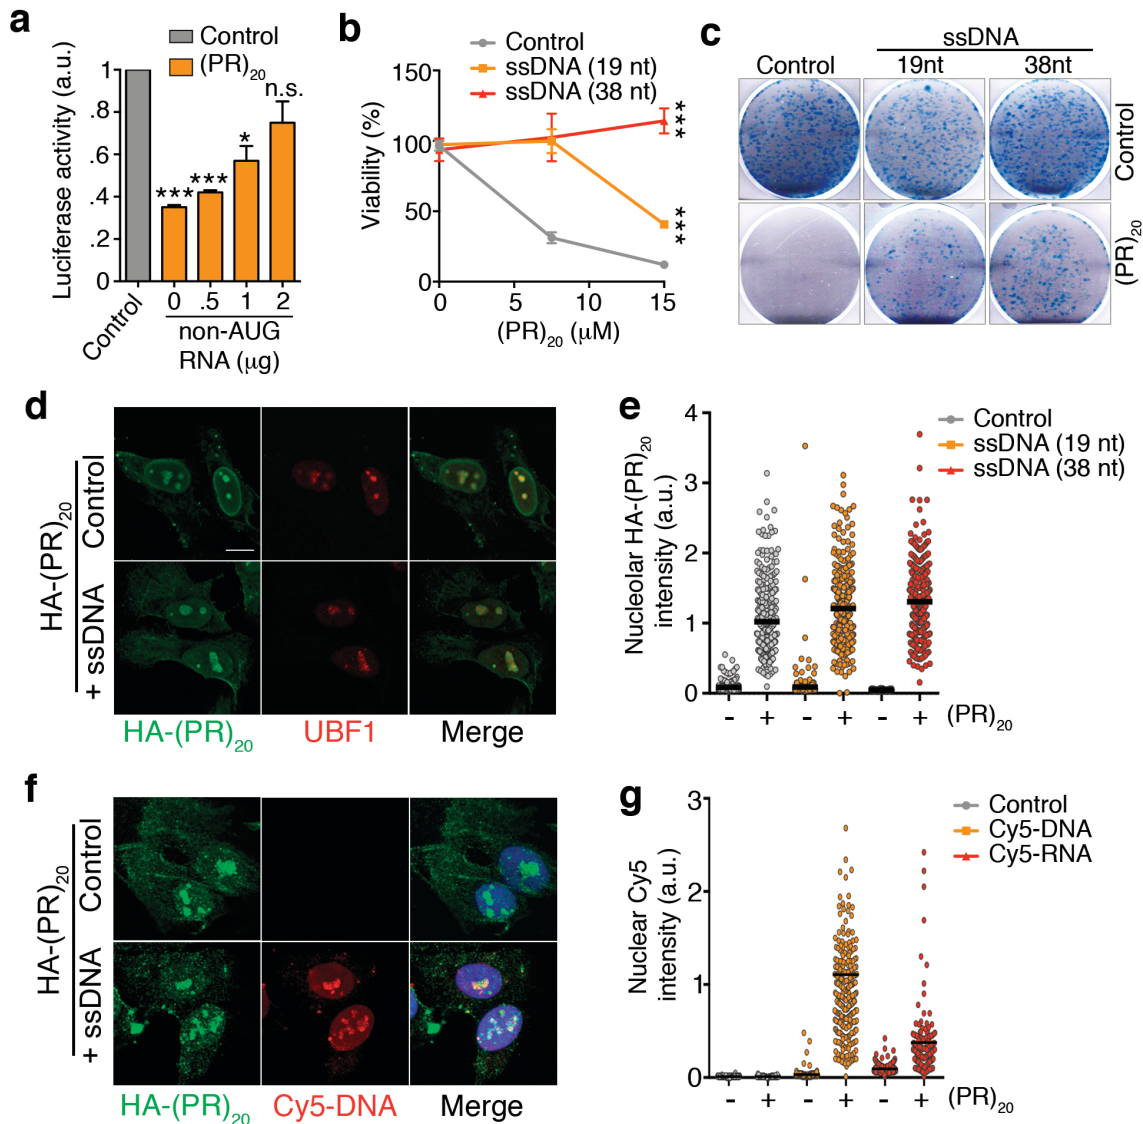 a
Control
(PR)20
Luciferase activity (a.u.)
1
.8
.6
.4
.2
0
***
***
*
n.s.
Control
0 .5 1 2
non-AUG
RNA (μg)
b
Control
ssDNA (19 nt)
ssDNA (38 nt)
Viability (%)
150
100
50
0
***
***
0 5 10 15
(PR)20 (μM)
c
ssDNA
Control 19nt 38nt
Control
(PR)20
d
HA-(PR)20
Control
+ ssDNA
HA-(PR)20 UBF1 Merge
e
Control
ssDNA (19 nt)
ssDNA (38 nt)
Nucleolar HA-(PR)20
intensity (a.u.)
4
3
2
1
0
- + - + - + (PR)20
f
HA-(PR)20
Control
+ ssDNA
HA-(PR)20 Cy5-DNA Merge
g
Control
Cy5-DNA
Cy5-RNA
Nuclear Cy5
intensity (a.u.)
3
2
1
0
- + - + - + (PR)20